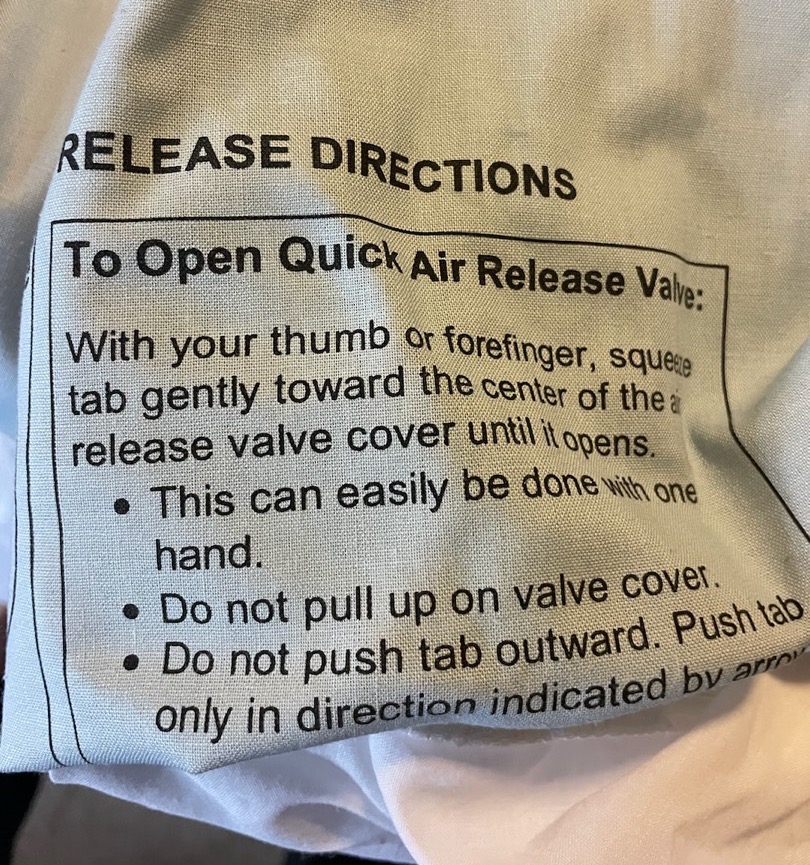 RELEASE DIRECTIONS
To Open Quick Air Release Valve:
With your thumb or forefinger, squeeze
tab gently toward the center of the air
release valve cover until it opens.
• This can easily be done with one
hand.
• Do not pull up on valve cover.
• Do not push tab outward. Push tab
only in direction indicated by arrow